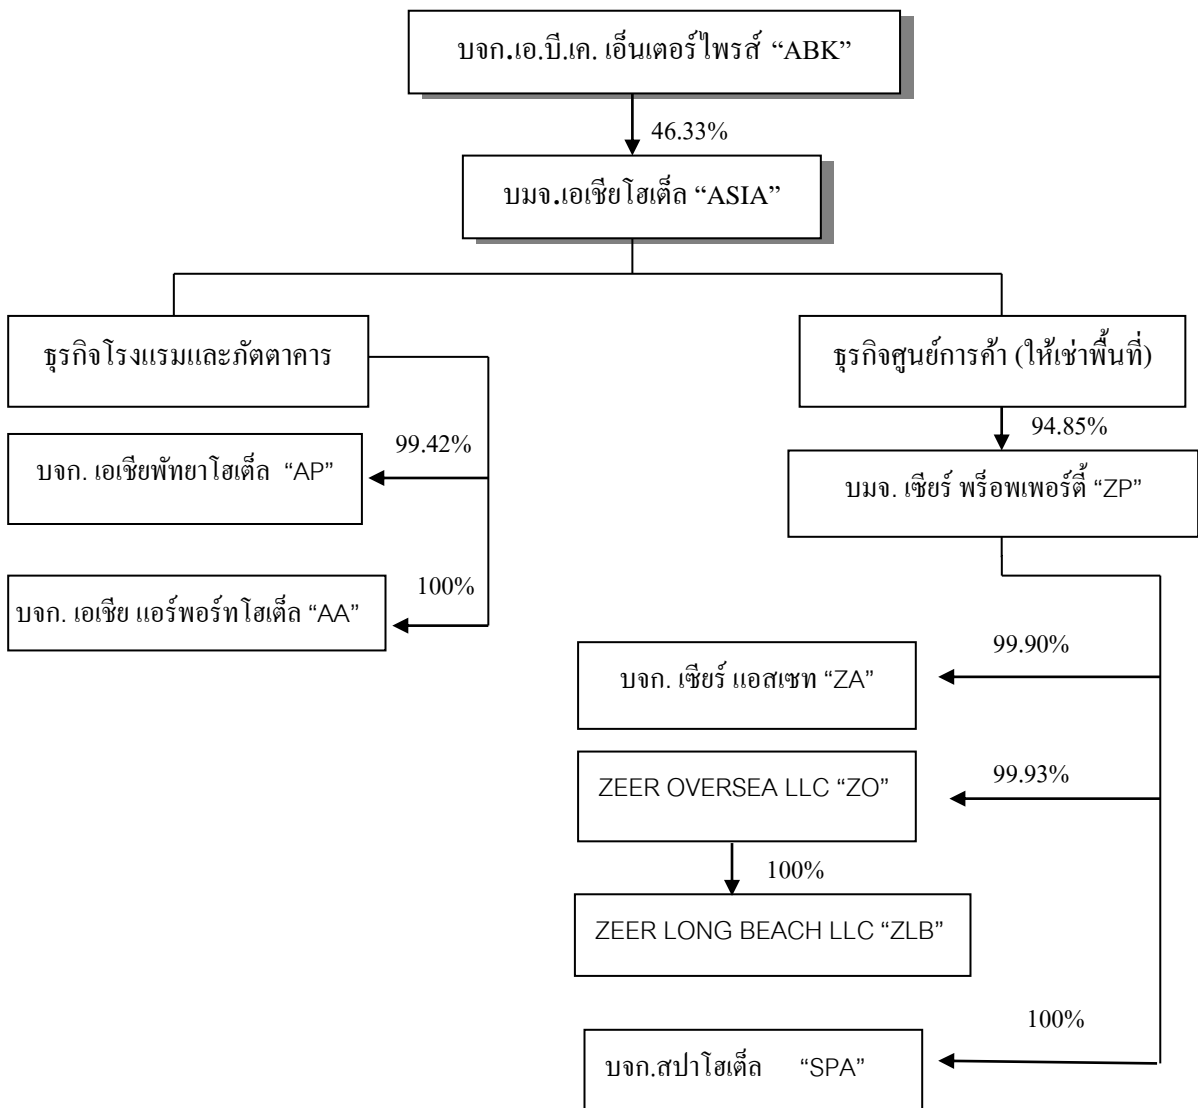 บจก.เอ.บี.เค. เอ็นเตอร์ไพรส์ “ABK”
46.33%
บมจ.เอเชียโฮเต็ล “ASIA”
ธุรกิจโรงแรมและภัตตาคาร
ธุรกิจศูนย์การค้า (ให้เช่าพื้นที่)
99.42%
94.85%
บจก. เอเชียพัทยาโฮเต็ล “AP”
บมจ. เซียร์ พร็อพเพอร์ตี้ “ZP”
100%
บจก. เอเชีย แอร์พอร์ทโฮเต็ล “AA”
99.90%
บจก. เซียร์ แอสเซท “ZA”
99.93%
ZEER OVERSEA LLC “ZO”
100%
ZEER LONG BEACH LLC “ZLB”
100%
บจก.สปาโฮเต็ล “SPA”